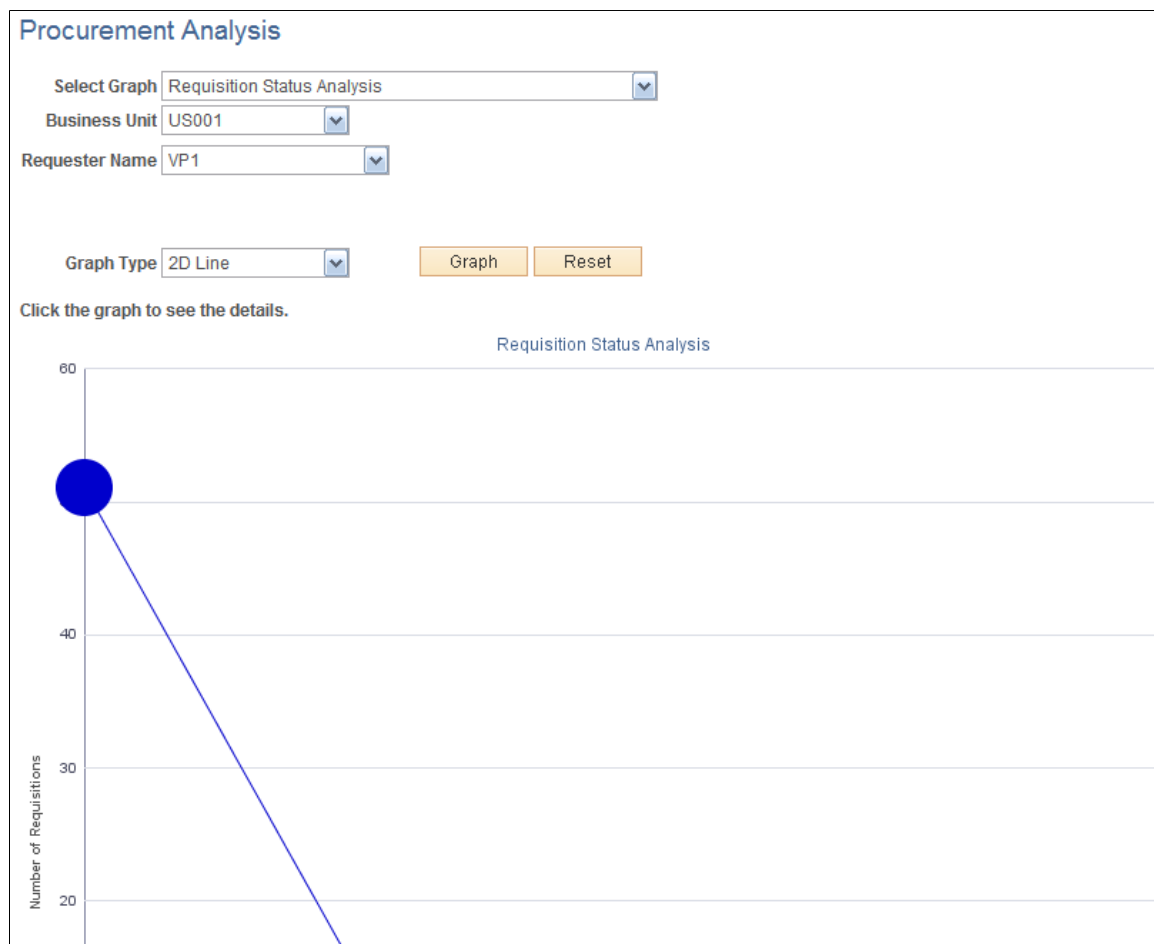 Procurement Analysis
Select Graph Requisition Status Analysis
Business Unit US001
Requester Name VP1
Graph Type 2D Line Graph Reset
Click the graph to see the details.
Requisition Status Analysis
60
40
30
20
Number of Requisitions